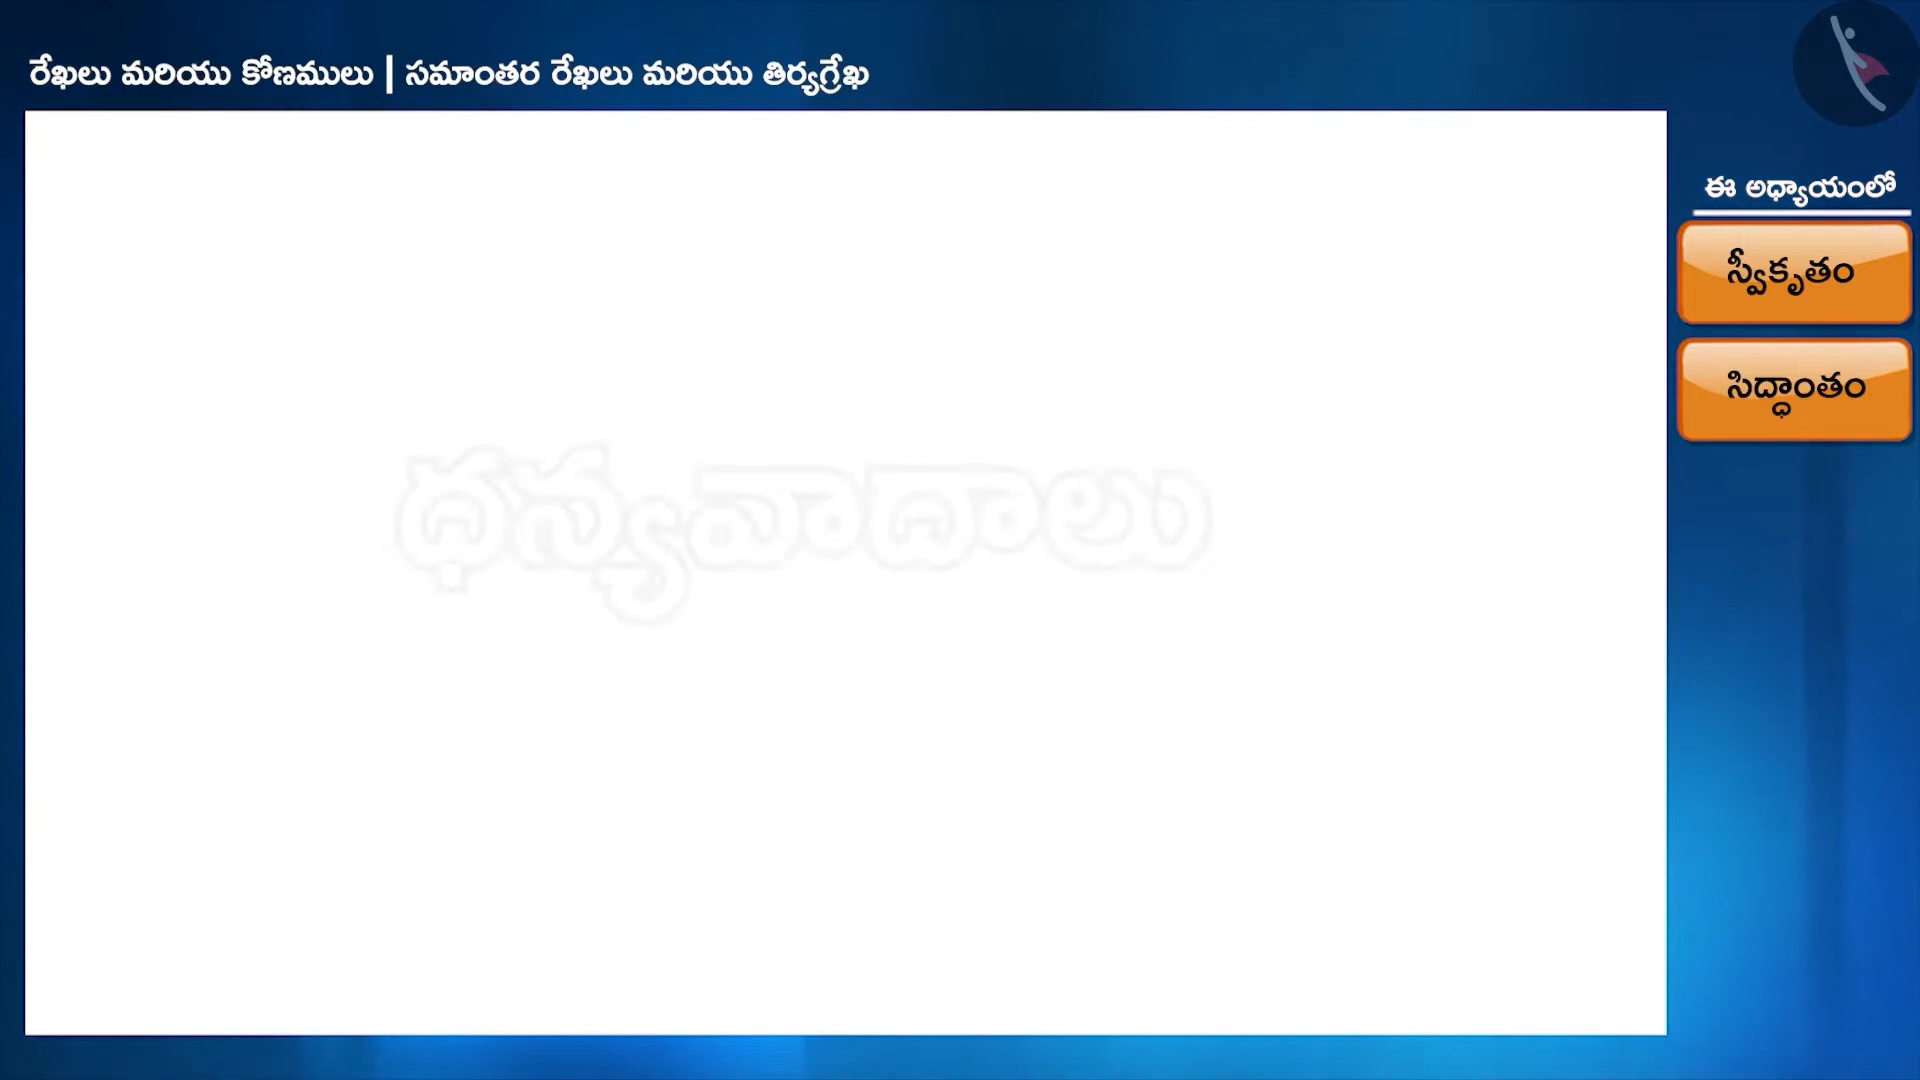 రేఖలు మరియు కోణములు | సమాంతర రేఖలు మరియు తిర్యగ్రేఖ
ఈ అధ్యాయంలో
స్వీకృతం
సిద్ధాంతం
ధన్యవాదాలు